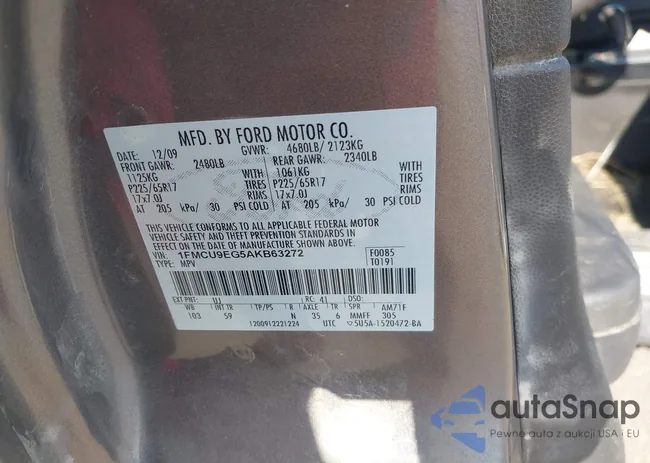 MFD. BY FORD MOTOR CO.
DATE: 12/09 GVWR: 4680LB/ 2123KG
FRONT GAWR: 2480LB REAR GAWR: 2340LB
1125KG WITH 1061KG WITH
P225/65R17 TIRES P225/65R17 TIRES
17x7.0J RIMS 17x7.0J RIMS
AT 205 kPa/ 30 PSI COLD AT 205 kPa/ 30 PSI COLD
THIS VEHICLE CONFORMS TO ALL APPLICABLE FEDERAL MOTOR
VEHICLE SAFETY AND THEFT PREVENTION STANDARDS IN
EFFECT ON THE DATE OF MANUFACTURE SHOWN ABOVE.
VIN: 1FMCU9EG5AKB63272 F0085
TYPE: MPV T0191
EXT PNT: UJ RC: 41 DSO:
WB INT TR TP/PS R AXLE TR SPR AM71F
103 59 N 35 6 MMFF 305
1200912221224 UTC 5U5A-1520472-BA
autoSnap
Pewne auta z aukcji USA i EU